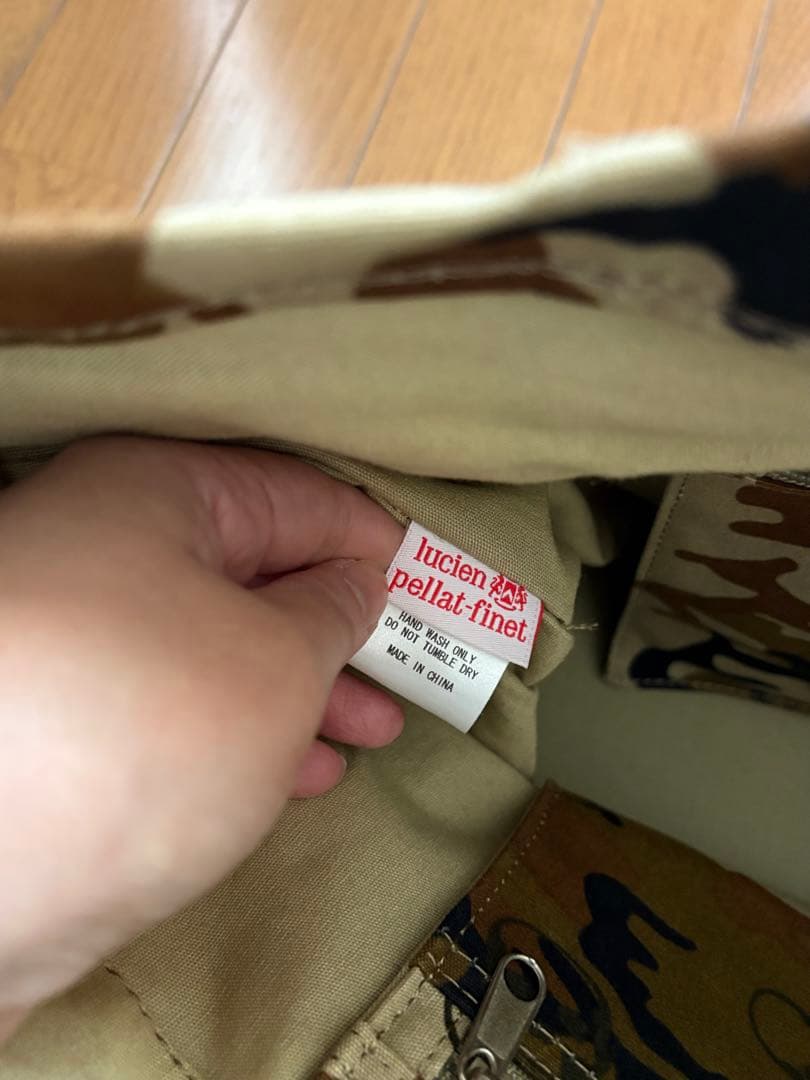 lucien
pellat-finet
HAND WASH ONLY
DO NOT TUMBLE DRY
MADE IN CHINA